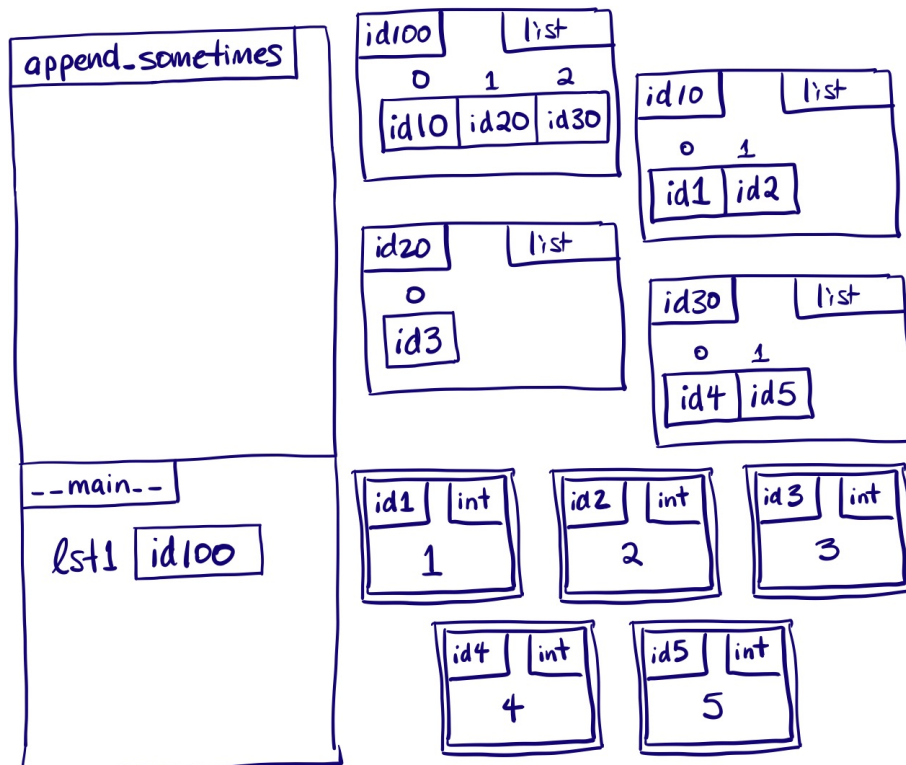 append_sometimes
id100 list
0 1 2
id10 id20 id30
id10 list
0 1
id1 id2
id20 list
0
id3
id30 list
0 1
id4 id5
__main__
lst1 id100
id1 int
1
id2 int
2
id3 int
3
id4 int
4
id5 int
5